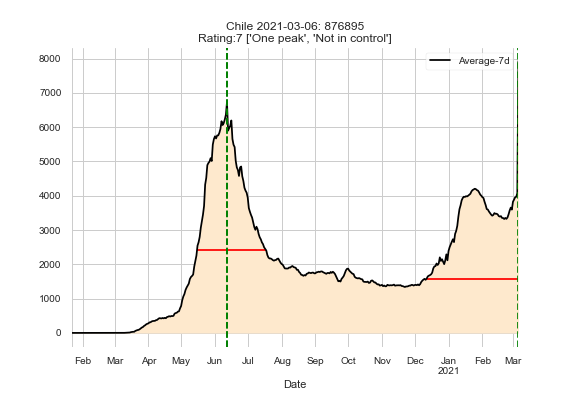 Chile 2021-03-06: 876895
Rating:7 ['One peak', 'Not in control']
Average-7d
8000
7000
6000
5000
4000
3000
2000
1000
0
Feb Mar Apr May Jun Jul Aug Sep Oct Nov Dec Jan Feb Mar
2021
Date